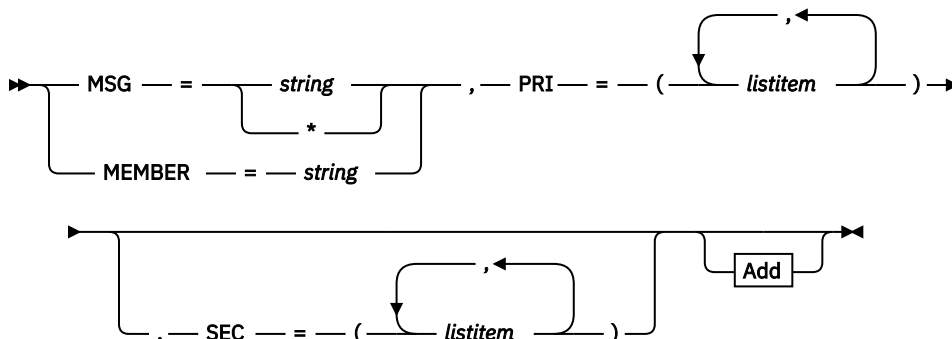 ,
MSG = string , PRI = ( listitem )
*
MEMBER = string
Add
,
, SEC = ( listitem )